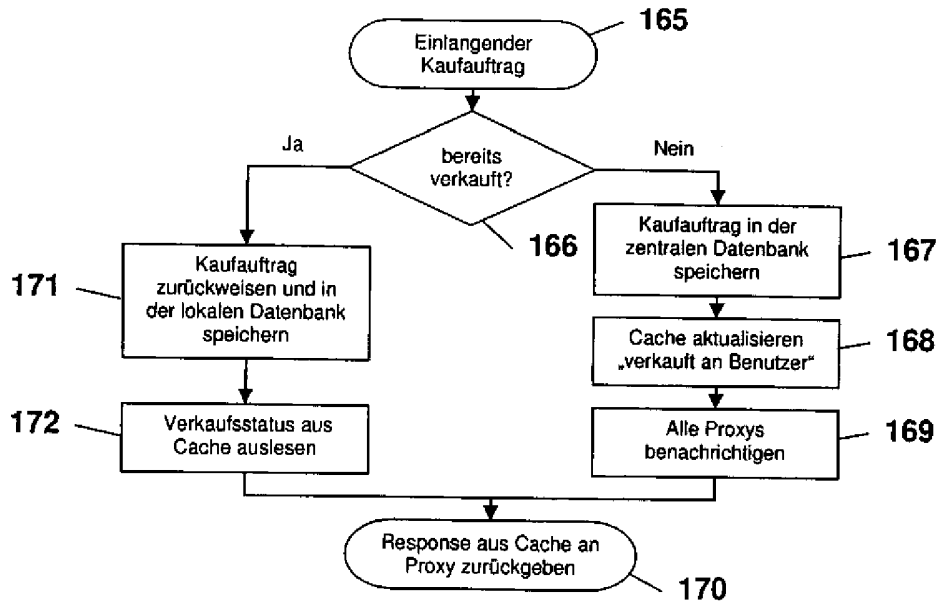 165
Einlangender
Kaufauftrag
Ja
Nein
bereits
verkauft?
166
Kaufauftrag in der
zentralen Datenbank
speichern
167
171
Kaufauftrag
zurückweisen und in
der lokalen Datenbank
speichern
Cache aktualisieren
„verkauft an Benutzer“
168
172
Verkaufsstatus aus
Cache auslesen
Alle Proxys
benachrichtigen
169
Response aus Cache an
Proxy zurückgeben
170